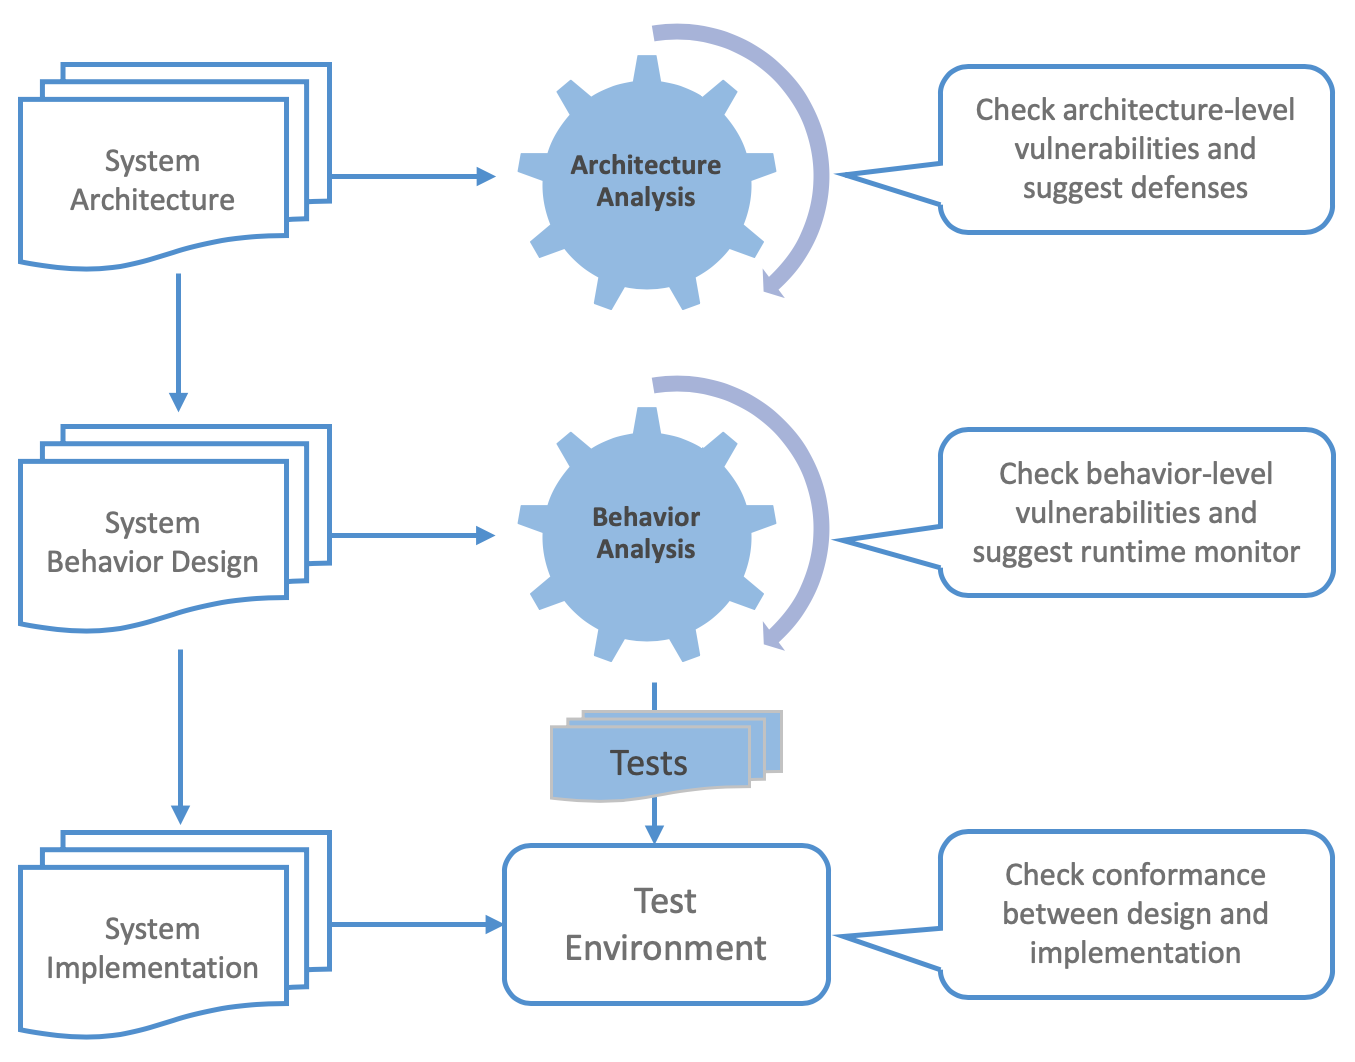 System
Architecture
Architecture
Analysis
Check architecture-level
vulnerabilities and
suggest defenses
System
Behavior Design
Behavior
Analysis
Check behavior-level
vulnerabilities and
suggest runtime monitor
Tests
System
Implementation
Test
Environment
Check conformance
between design and
implementation